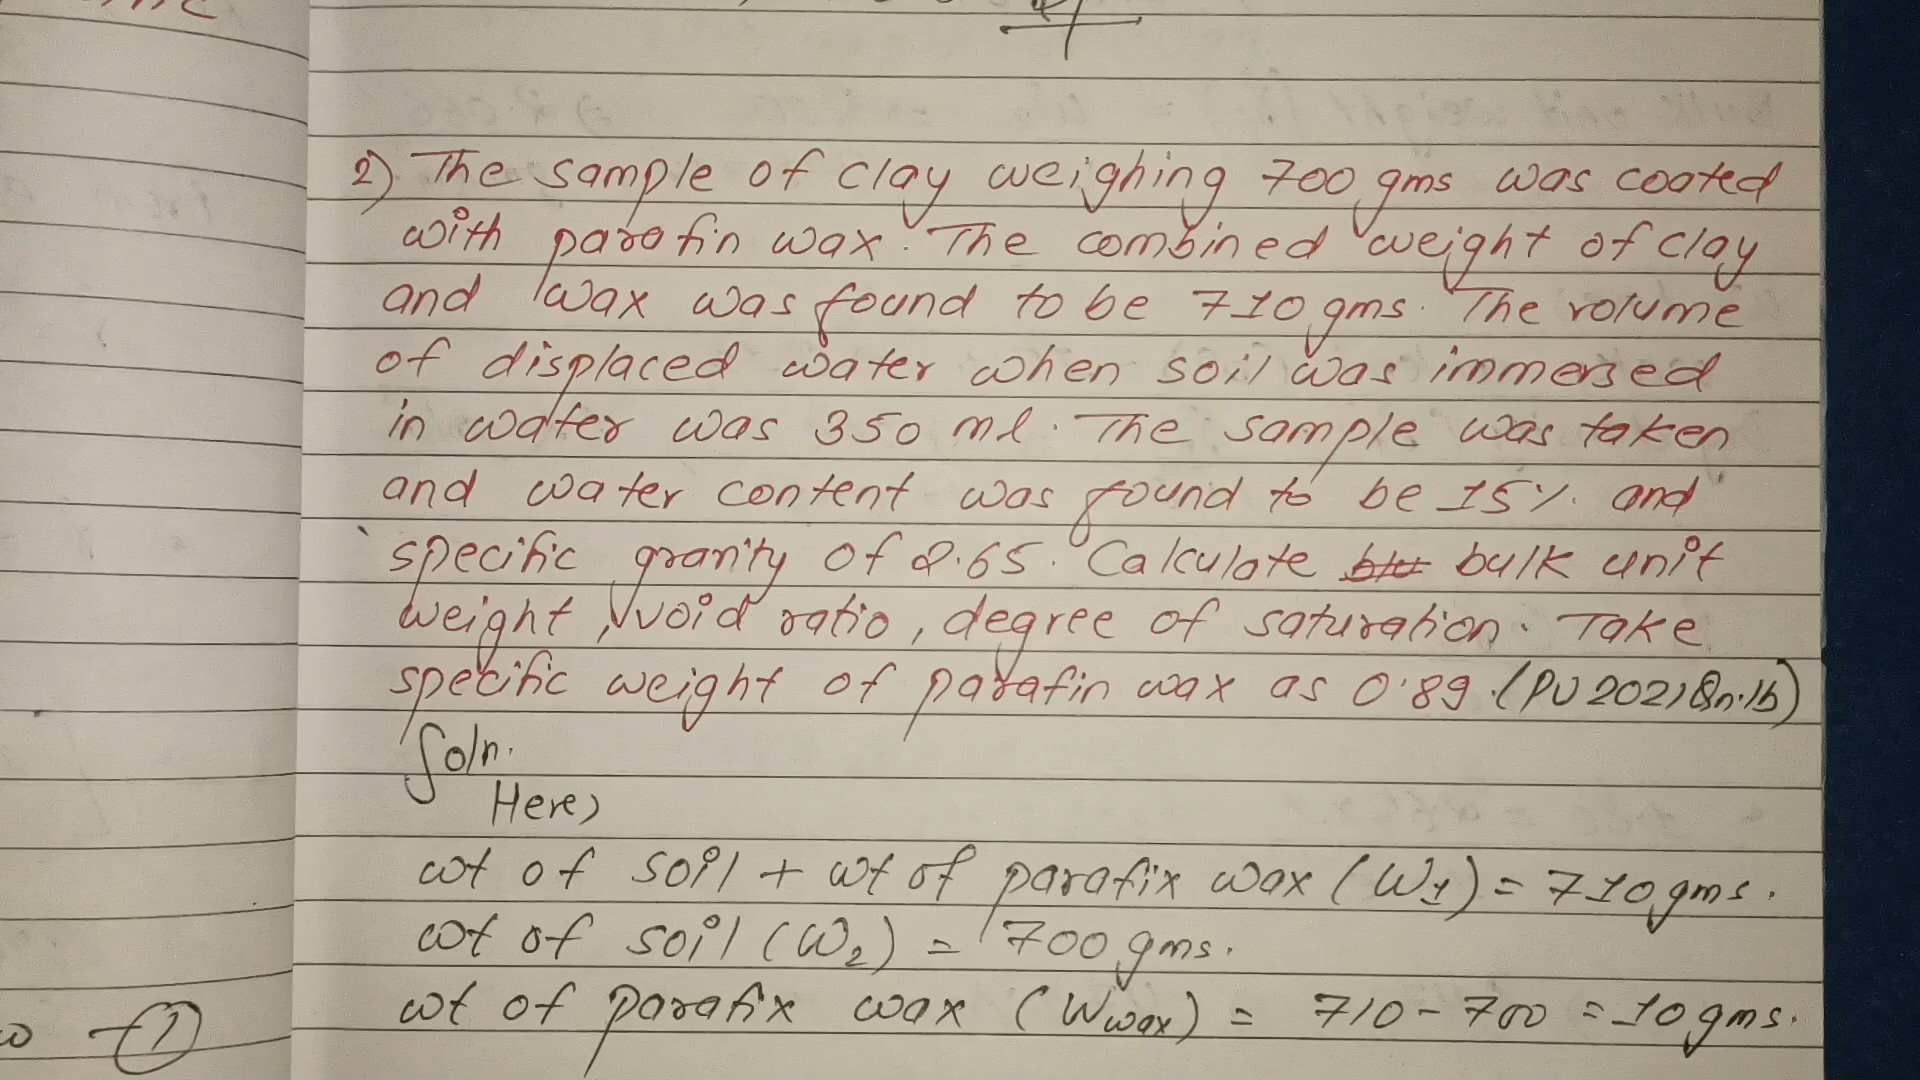 2) The sample of clay weighing 700 gms was coated
with parafin wax. The combined weight of clay
and wax was found to be 710 gms. The volume
of displaced water when soil was immersed
in water was 350 ml. The sample was taken
and water content was found to be 15% and
specific gravity of 2.65. Calculate bulk unit
weight, void ratio, degree of saturation. Take
specific weight of parafin wax as 0.89. (PU 2021 Qn.1b)
Soln.
Here,
wt of soil + wt of parafix wax (W1) = 710 gms.
wt of soil (W2) = 700 gms.
wt of parafix wax (Wwax) = 710 - 700 = 10 gms.
1